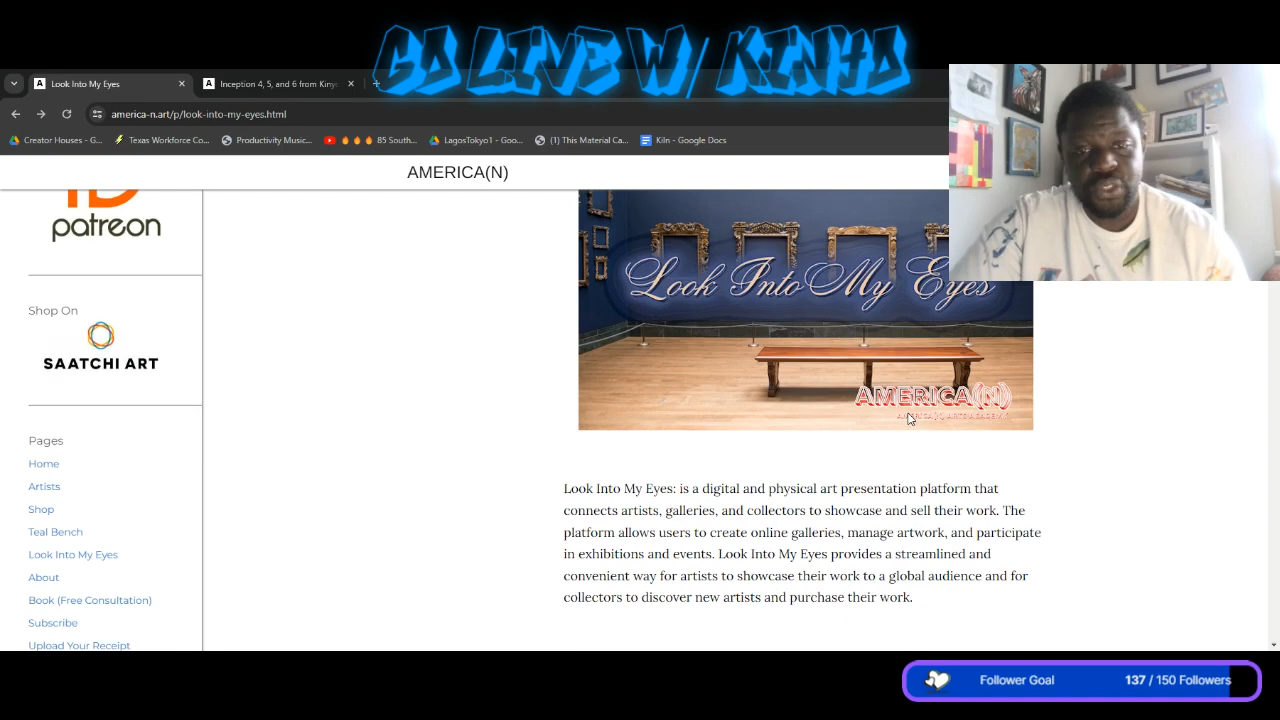 GO LIVE W/ KINYO
Look Into My Eyes
Inception 4, 5, and 6 from Kiny
america-n.art/p/look-into-my-eyes.html
Creator Houses - G...
Texas Workforce Co...
Productivity Music...
🔥🔥🔥 85 South...
LagosTokyo1 - Goo...
(1) This Material Ca...
Kiln - Google Docs
AMERICA(N)
patreon
Shop On
SAATCHI ART
Pages
Home
Artists
Shop
Teal Bench
Look Into My Eyes
About
Book (Free Consultation)
Subscribe
Upload Your Receipt
Look Into My Eyes
AMERICA(N)
Look Into My Eyes: is a digital and physical art presentation platform that
connects artists, galleries, and collectors to showcase and sell their work. The
platform allows users to create online galleries, manage artwork, and participate
in exhibitions and events. Look Into My Eyes provides a streamlined and
convenient way for artists to showcase their work to a global audience and for
collectors to discover new artists and purchase their work.
Follower Goal
137 / 150 Followers